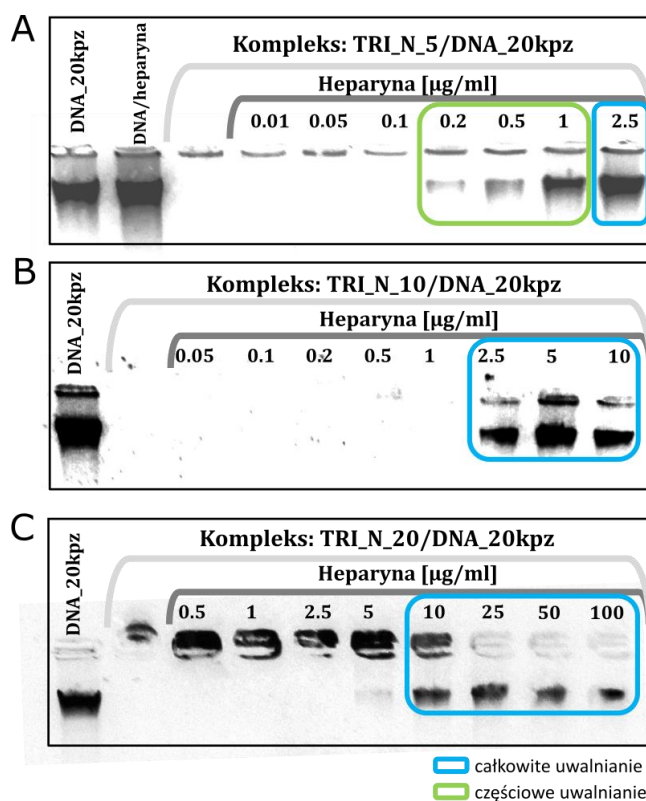 A
DNA_20kpz
DNA/heparyna
Kompleks: TRI_N_5/DNA_20kpz
Heparyna [µg/ml]
0.01 0.05 0.1 0.2 0.5 1 2.5
B
DNA_20kpz
Kompleks: TRI_N_10/DNA_20kpz
Heparyna [µg/ml]
0.05 0.1 0.2 0.5 1 2.5 5 10
C
DNA_20kpz
Kompleks: TRI_N_20/DNA_20kpz
Heparyna [µg/ml]
0.5 1 2.5 5 10 25 50 100
całkowite uwalnianie
częściowe uwalnianie